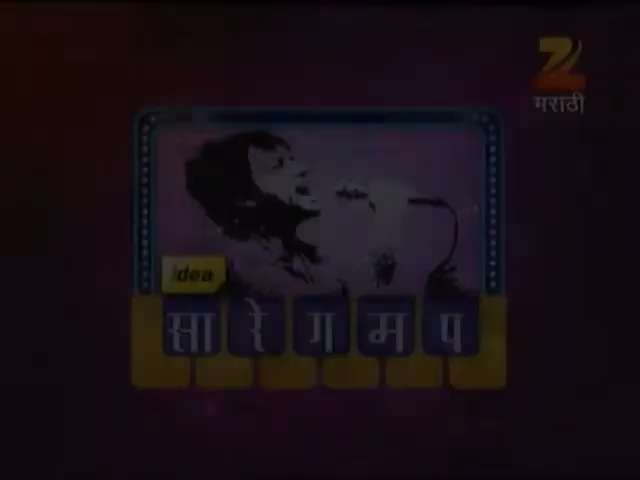 मराठी
idea
सा रे ग म प